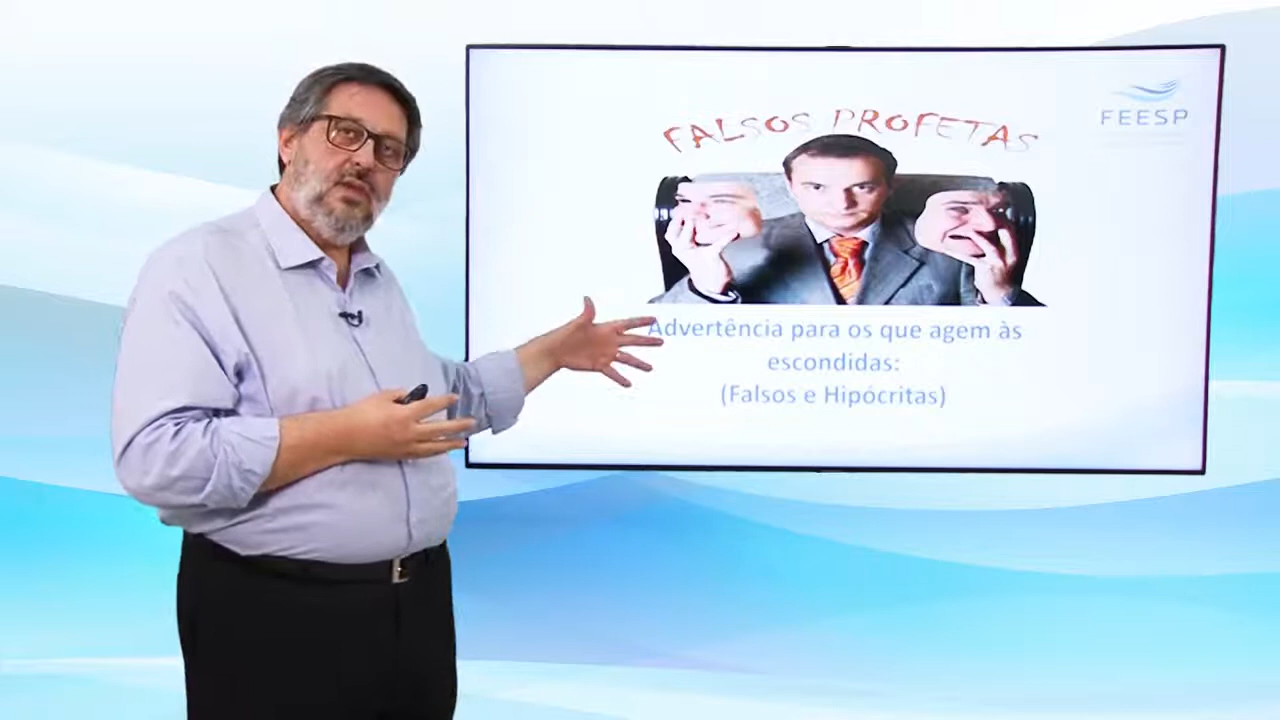 FEESP
FALSOS PROFETAS
Advertência para os que agem às
escondidas:
(Falsos e Hipócritas)